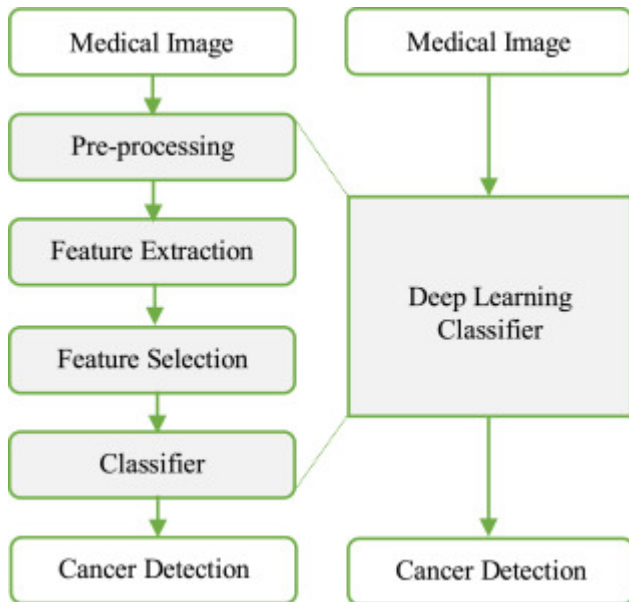 Medical Image
Pre-processing
Feature Extraction
Feature Selection
Classifier
Cancer Detection
Medical Image
Deep Learning
Classifier
Cancer Detection